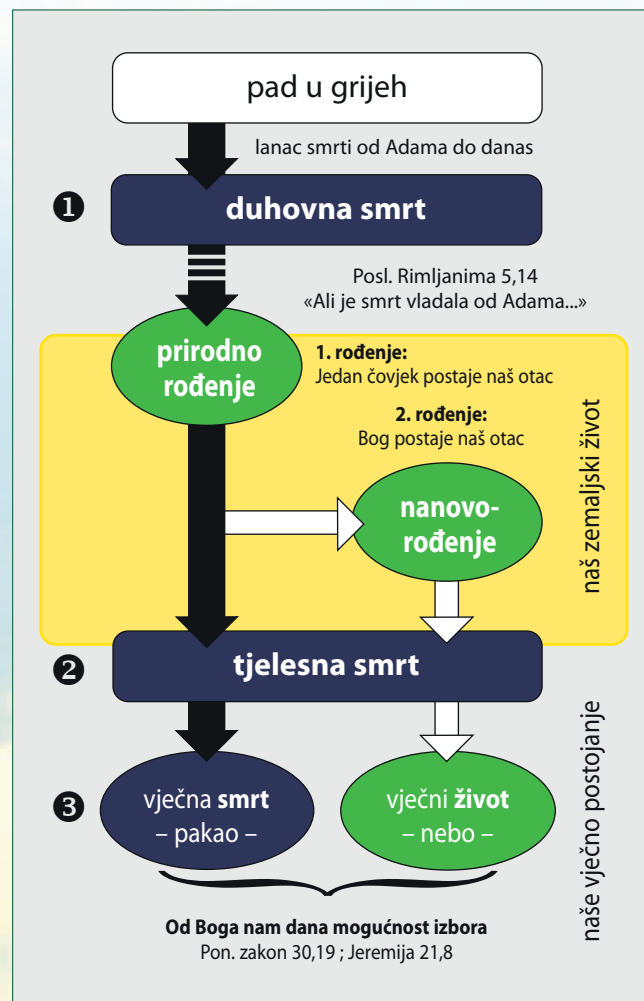 pad u grijeh
lanac smrti od Adama do danas
❶
duhovna smrt
Posl. Rimljanima 5,14
«Ali je smrt vladala od Adama...»
prirodno
rođenje
1. rođenje:
Jedan čovjek postaje naš otac
2. rođenje:
Bog postaje naš otac
nanovo-
rođenje
naš zemaljski život
❷
tjelesna smrt
❸
vječna smrt
– pakao –
vječni život
– nebo –
naše vječno postojanje
Od Boga nam dana mogućnost izbora
Pon. zakon 30,19 ; Jeremija 21,8